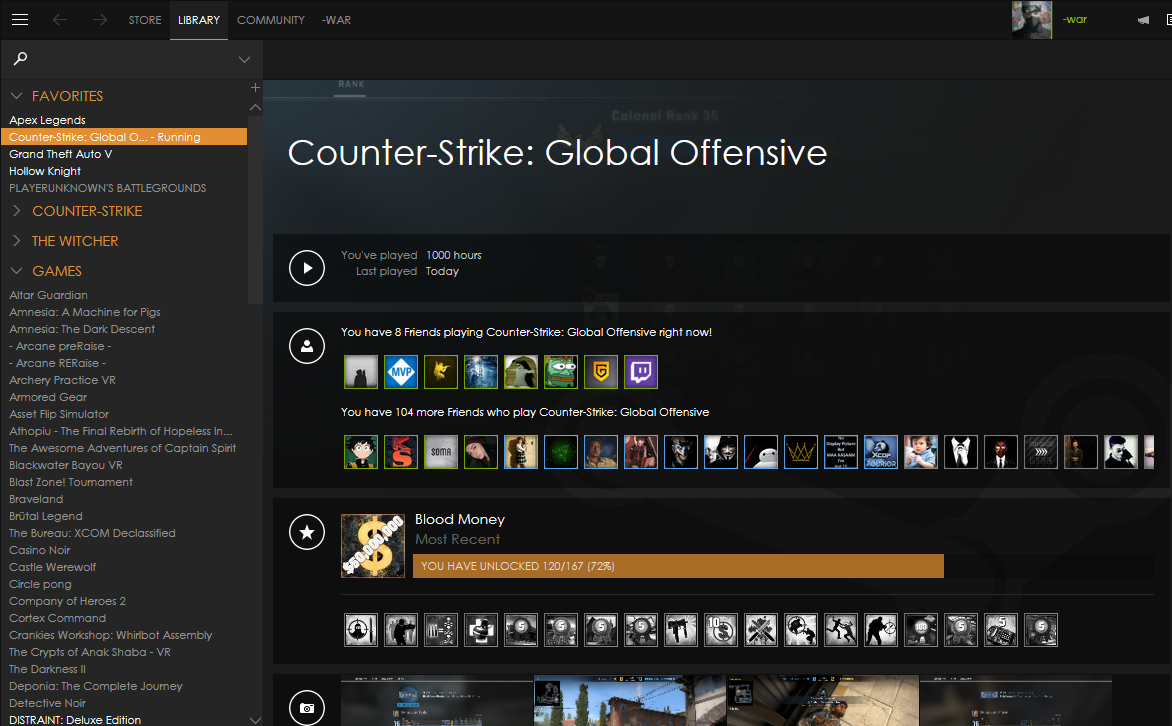 STORE LIBRARY COMMUNITY -WAR -war
FAVORITES
Apex Legends
Counter-Strike: Global O... - Running
Grand Theft Auto V
Hollow Knight
PLAYERUNKNOWN'S BATTLEGROUNDS
COUNTER-STRIKE
THE WITCHER
GAMES
Altar Guardian
Amnesia: A Machine for Pigs
Amnesia: The Dark Descent
- Arcane preRaise -
- Arcane RERaise -
Archery Practice VR
Armored Gear
Asset Flip Simulator
Athopiu - The Final Rebirth of Hopeless In...
The Awesome Adventures of Captain Spirit
Blackwater Bayou VR
Blast Zone! Tournament
Braveland
Brütal Legend
The Bureau: XCOM Declassified
Casino Noir
Castle Werewolf
Circle pong
Company of Heroes 2
Cortex Command
Crankies Workshop: Whirlbot Assembly
The Crypts of Anak Shaba - VR
The Darkness II
Deponia: The Complete Journey
Detective Noir
DISTRAINT: Deluxe Edition
RANK
Colonel Rank 35
Counter-Strike: Global Offensive
You've played 1000 hours
Last played Today
You have 8 Friends playing Counter-Strike: Global Offensive right now!
MVP
You have 104 more Friends who play Counter-Strike: Global Offensive
SOMA
No
Display Picture
But
XCOP
$50,000,000
Blood Money
Most Recent
YOU HAVE UNLOCKED 120/167 (72%)